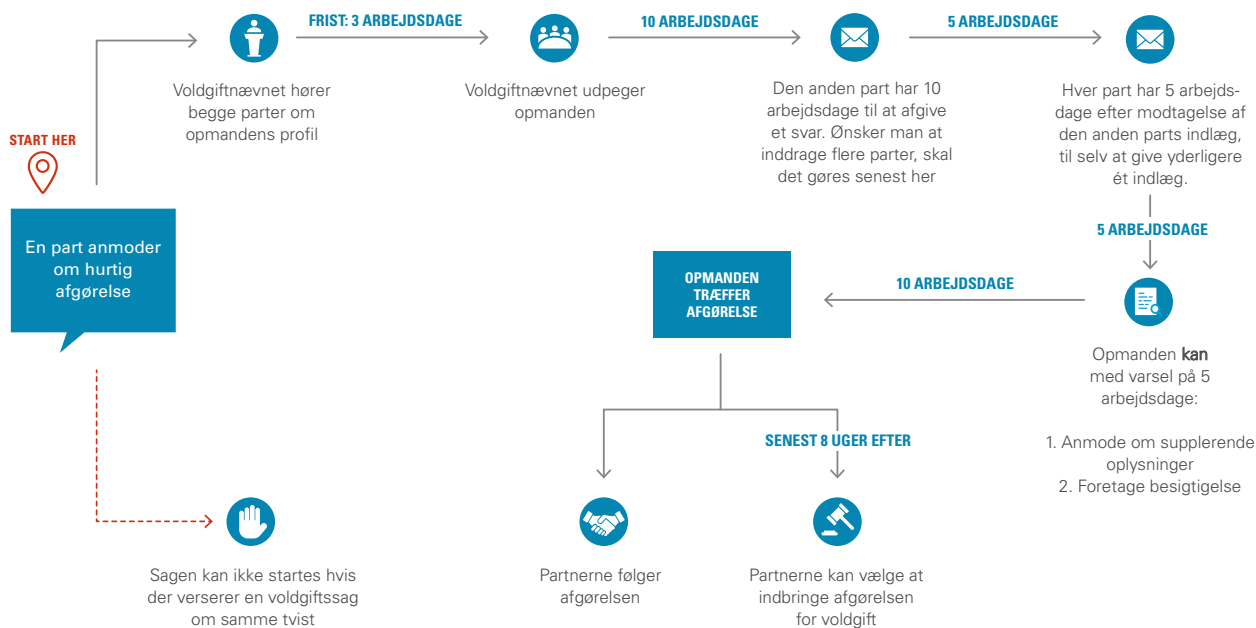 START HER
En part anmoder
om hurtig
afgørelse
Voldgiftnævnet hører
begge parter om
opmandens profil
FRIST: 3 ARBEJDSDAGE
Voldgiftnævnet udpeger
opmanden
10 ARBEJDSDAGE
Den anden part har 10
arbejdsdage til at afgive
et svar. Ønsker man at
inddrage flere parter, skal
det gøres senest her
5 ARBEJDSDAGE
Hver part har 5 arbejds-
dage efter modtagelse af
den anden parts indlæg,
til selv at give yderligere
ét indlæg.
5 ARBEJDSDAGE
Opmanden kan
med varsel på 5
arbejdsdage:
1. Anmode om supplerende
oplysninger
2. Foretage besigtigelse
10 ARBEJDSDAGE
OPMANDEN
TRÆFFER
AFGØRELSE
SENEST 8 UGER EFTER
Partnerne følger
afgørelsen
Partnerne kan vælge at
indbringe afgørelsen
for voldgift
Sagen kan ikke startes hvis
der verserer en voldgiftssag
om samme tvist